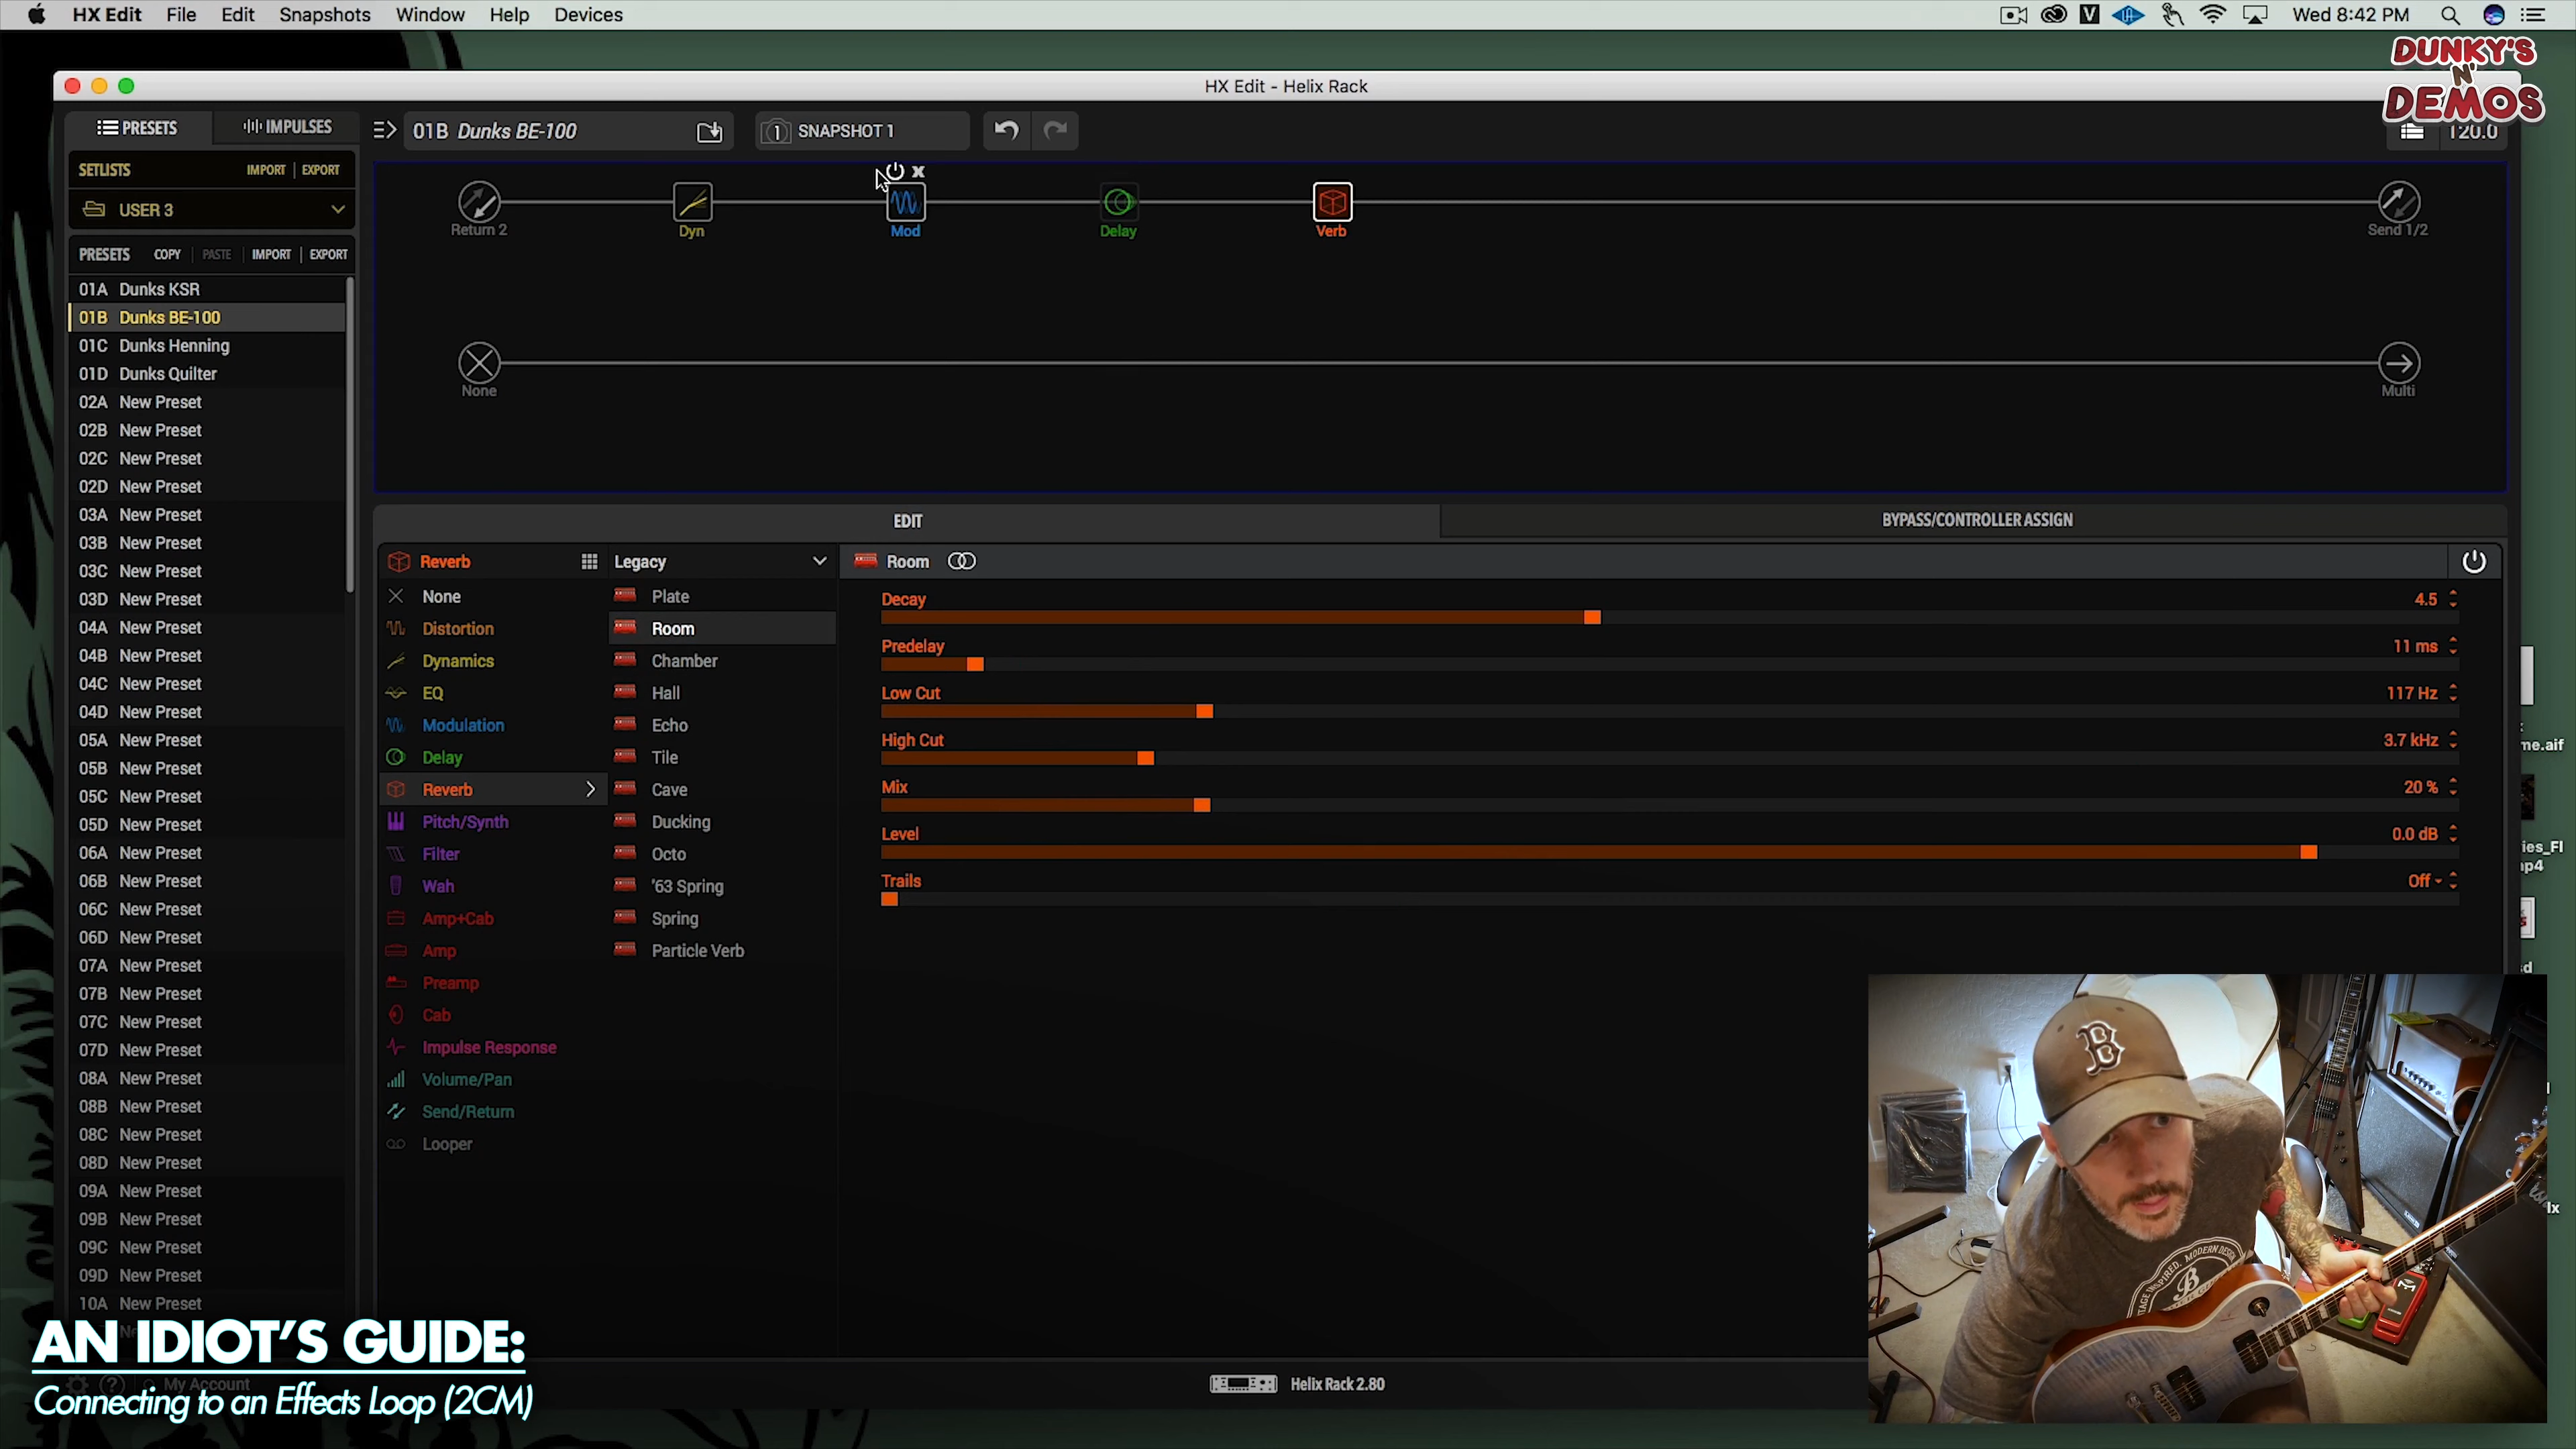 HX Edit File Edit Snapshots Window Help Devices
Wed 8:42 PM
DUNKY'S
N'
DEMOS
HX Edit - Helix Rack
PRESETS
IMPULSES
01B Dunks BE-100
1 SNAPSHOT 1
120.0
SETLISTS IMPORT | EXPORT
USER 3
PRESETS COPY | PASTE | IMPORT | EXPORT
01A Dunks KSR
01B Dunks BE-100
01C Dunks Henning
01D Dunks Quilter
02A New Preset
02B New Preset
02C New Preset
02D New Preset
03A New Preset
03B New Preset
03C New Preset
03D New Preset
04A New Preset
04B New Preset
04C New Preset
04D New Preset
05A New Preset
05B New Preset
05C New Preset
05D New Preset
06A New Preset
06B New Preset
06C New Preset
06D New Preset
07A New Preset
07B New Preset
07C New Preset
07D New Preset
08A New Preset
08B New Preset
08C New Preset
08D New Preset
09A New Preset
09B New Preset
09C New Preset
09D New Preset
10A New Preset
Return 2
Dyn
Mod
Delay
Verb
Send 1/2
None
Multi
EDIT
BYPASS/CONTROLLER ASSIGN
Reverb
None
Distortion
Dynamics
EQ
Modulation
Delay
Reverb
Pitch/Synth
Filter
Wah
Amp+Cab
Amp
Preamp
Cab
Impulse Response
Volume/Pan
Send/Return
Looper
Legacy
Plate
Room
Chamber
Hall
Echo
Tile
Cave
Ducking
Octo
'63 Spring
Spring
Particle Verb
Room
Decay 4.5
Predelay 11 ms
Low Cut 117 Hz
High Cut 3.7 kHz
Mix 20 %
Level 0.0 dB
Trails Off
me.aif
ies_FI
B
MODERN DESIGN
B
AN IDIOT'S GUIDE:
Connecting to an Effects Loop (2CM)
My Account
Helix Rack 2.80